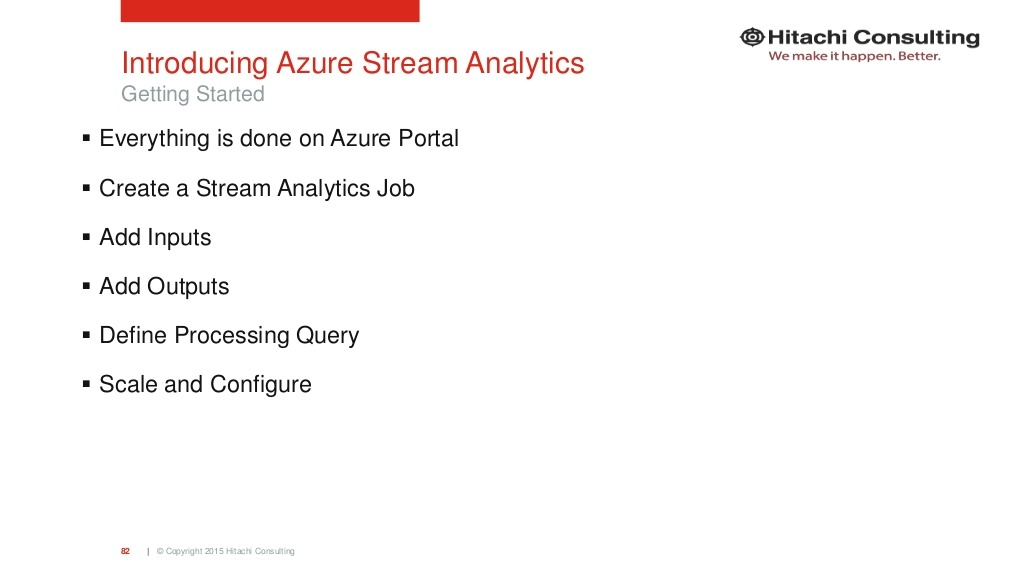 Hitachi Consulting
We make it happen. Better.
Introducing Azure Stream Analytics
Getting Started
▪ Everything is done on Azure Portal
▪ Create a Stream Analytics Job
▪ Add Inputs
▪ Add Outputs
▪ Define Processing Query
▪ Scale and Configure
82 | © Copyright 2015 Hitachi Consulting